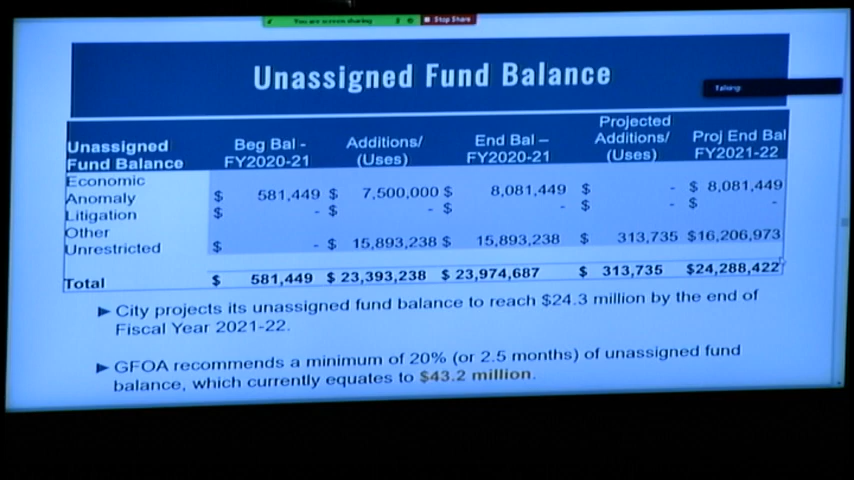 You are screen sharing Stop Share
Unassigned Fund Balance
Talking:
Unassigned Fund Balance Beg Bal - FY2020-21 Additions/ (Uses) End Bal – FY2020-21 Projected Additions/ (Uses) Proj End Bal FY2021-22
Economic Anomaly $ 581,449 $ 7,500,000 $ 8,081,449 $ - $ 8,081,449
Litigation $ - $ - $ - $ - $ -
Other Unrestricted $ - $ 15,893,238 $ 15,893,238 $ 313,735 $16,206,973
Total $ 581,449 $ 23,393,238 $ 23,974,687 $ 313,735 $24,288,422
► City projects its unassigned fund balance to reach $24.3 million by the end of
Fiscal Year 2021-22.
► GFOA recommends a minimum of 20% (or 2.5 months) of unassigned fund
balance, which currently equates to $43.2 million.